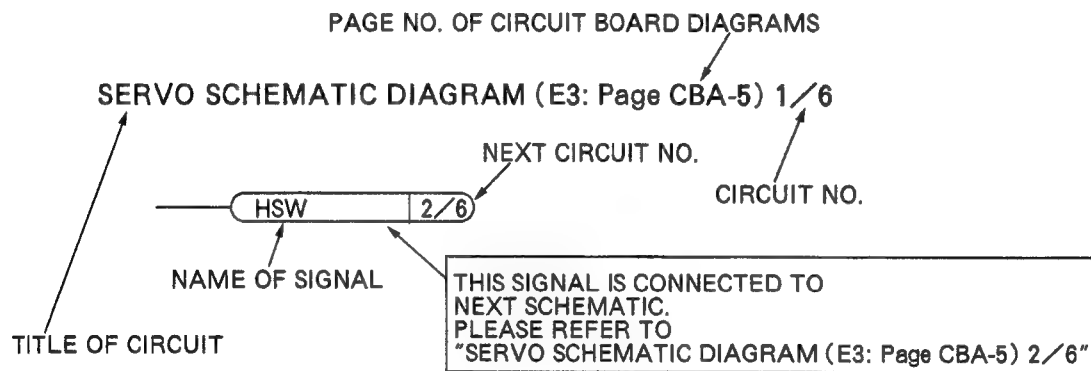 PAGE NO. OF CIRCUIT BOARD DIAGRAMS
SERVO SCHEMATIC DIAGRAM (E3: Page CBA-5) 1/6
NEXT CIRCUIT NO.
CIRCUIT NO.
HSW 2/6
NAME OF SIGNAL
THIS SIGNAL IS CONNECTED TO
NEXT SCHEMATIC.
PLEASE REFER TO
"SERVO SCHEMATIC DIAGRAM (E3: Page CBA-5) 2/6"
TITLE OF CIRCUIT